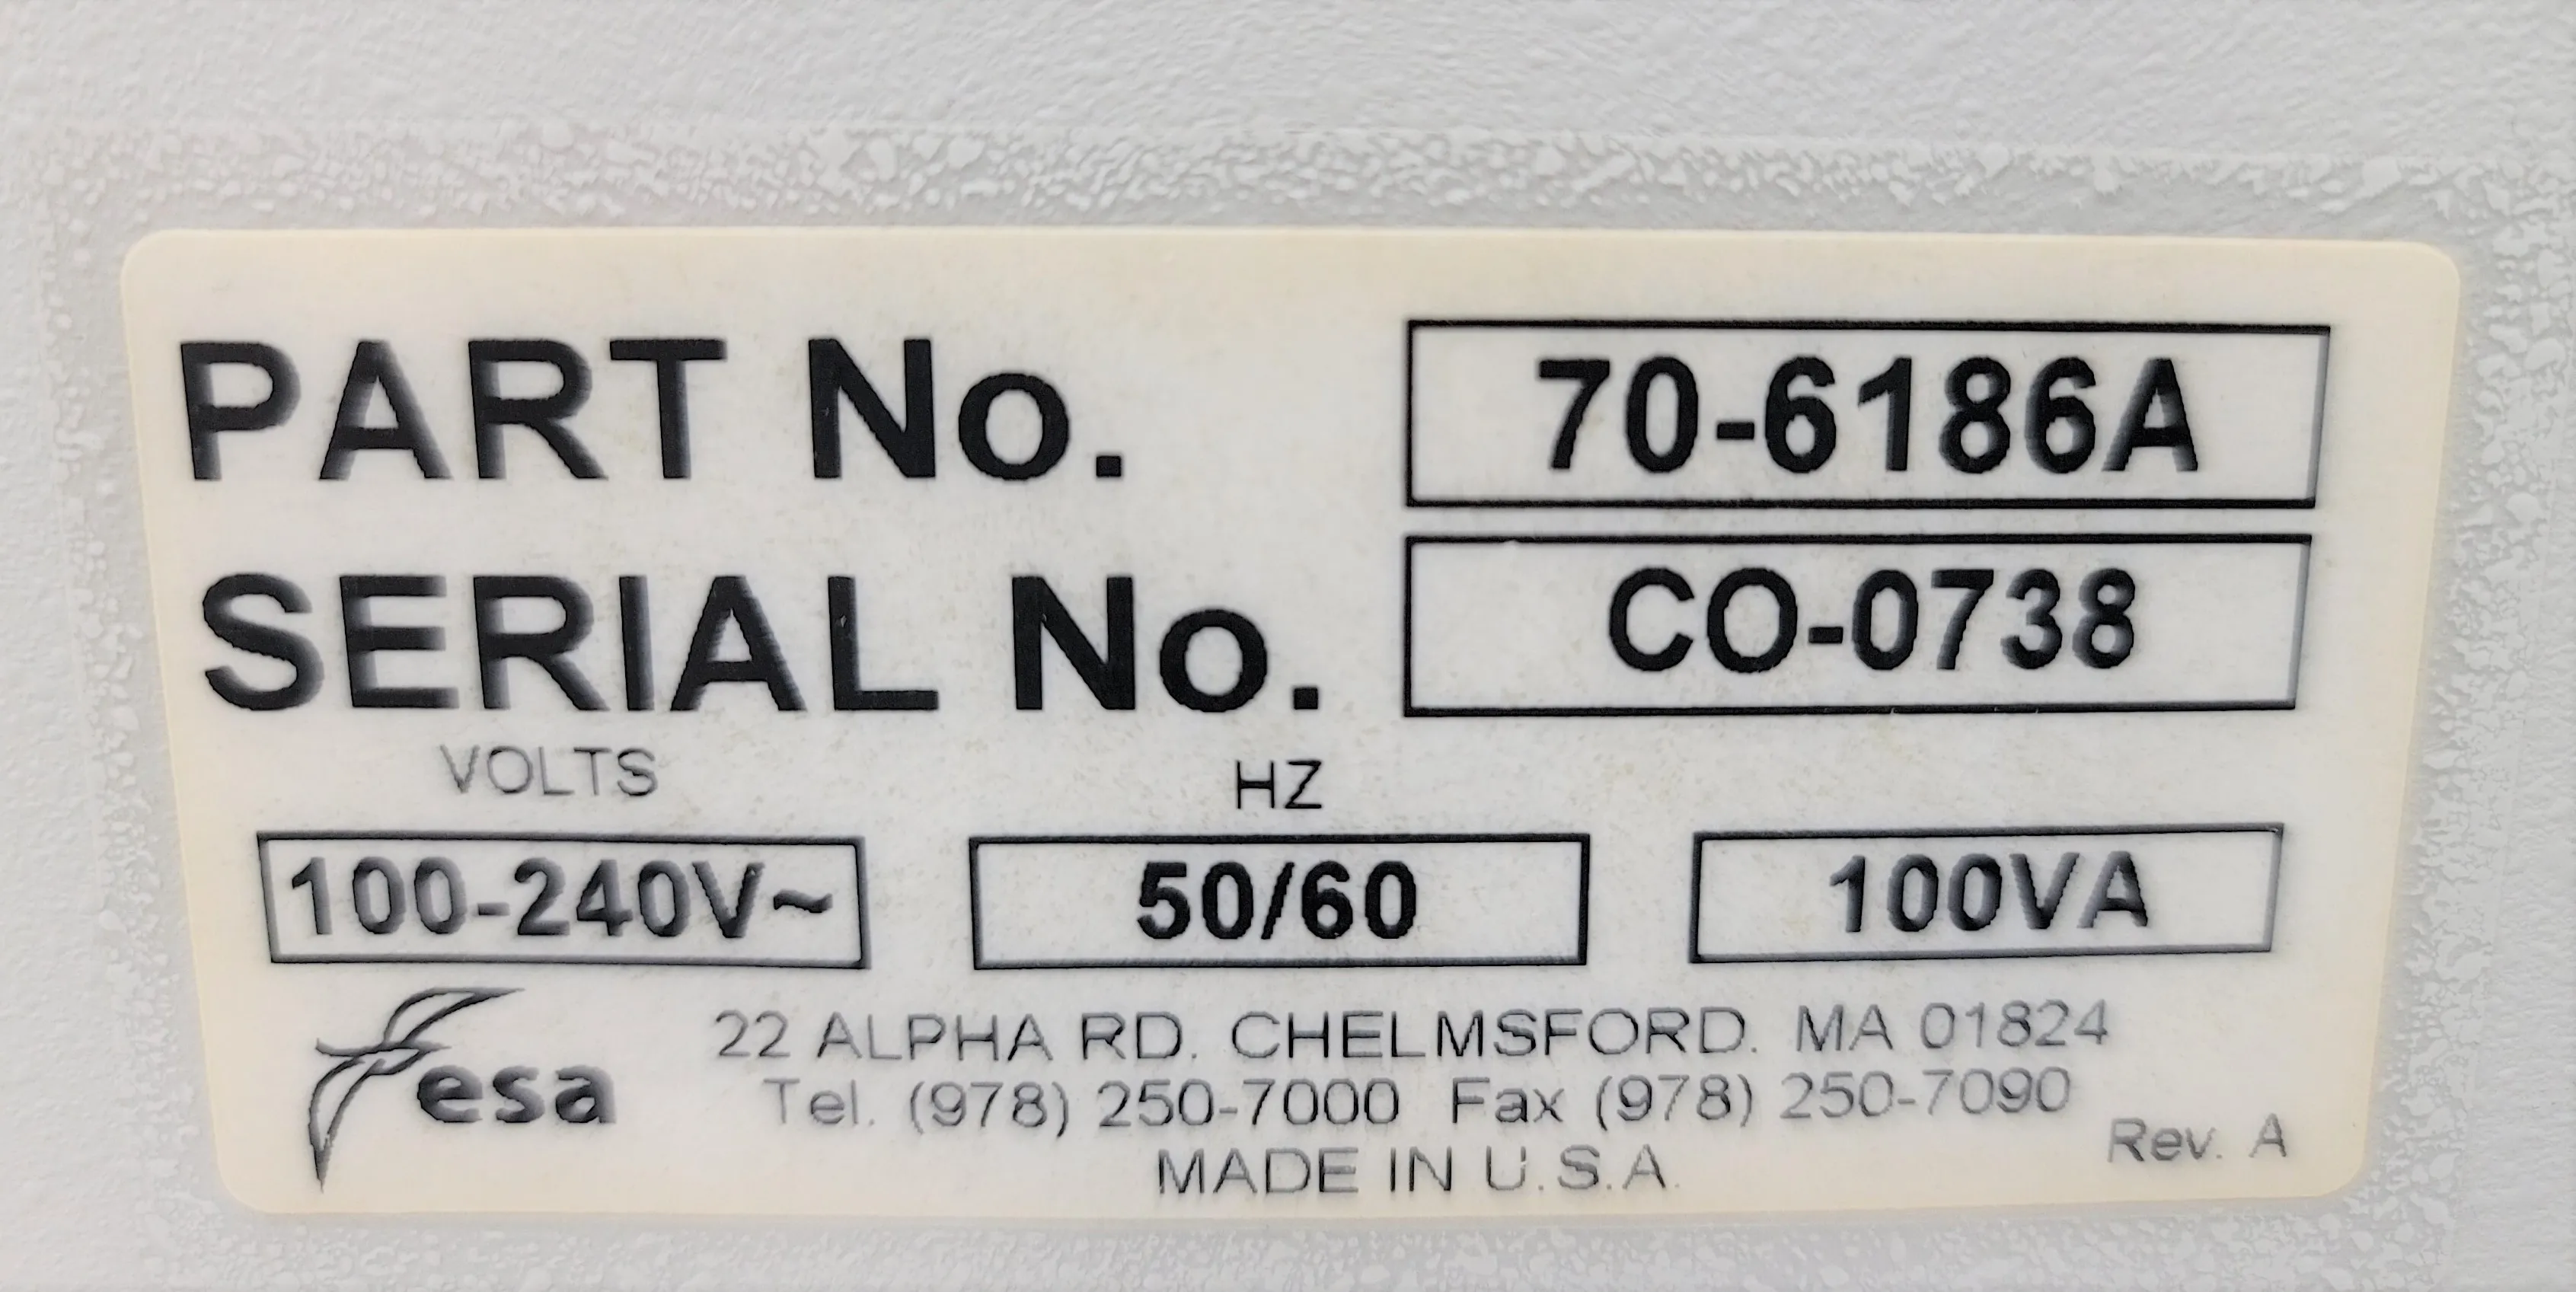 PART No. 70-6186A
SERIAL No. CO-0738
VOLTS HZ
100-240V~ 50/60 100VA
esa
22 ALPHA RD. CHELMSFORD. MA 01824
Tel. (978) 250-7000 Fax (978) 250-7090
Rev. A
MADE IN U.S.A.